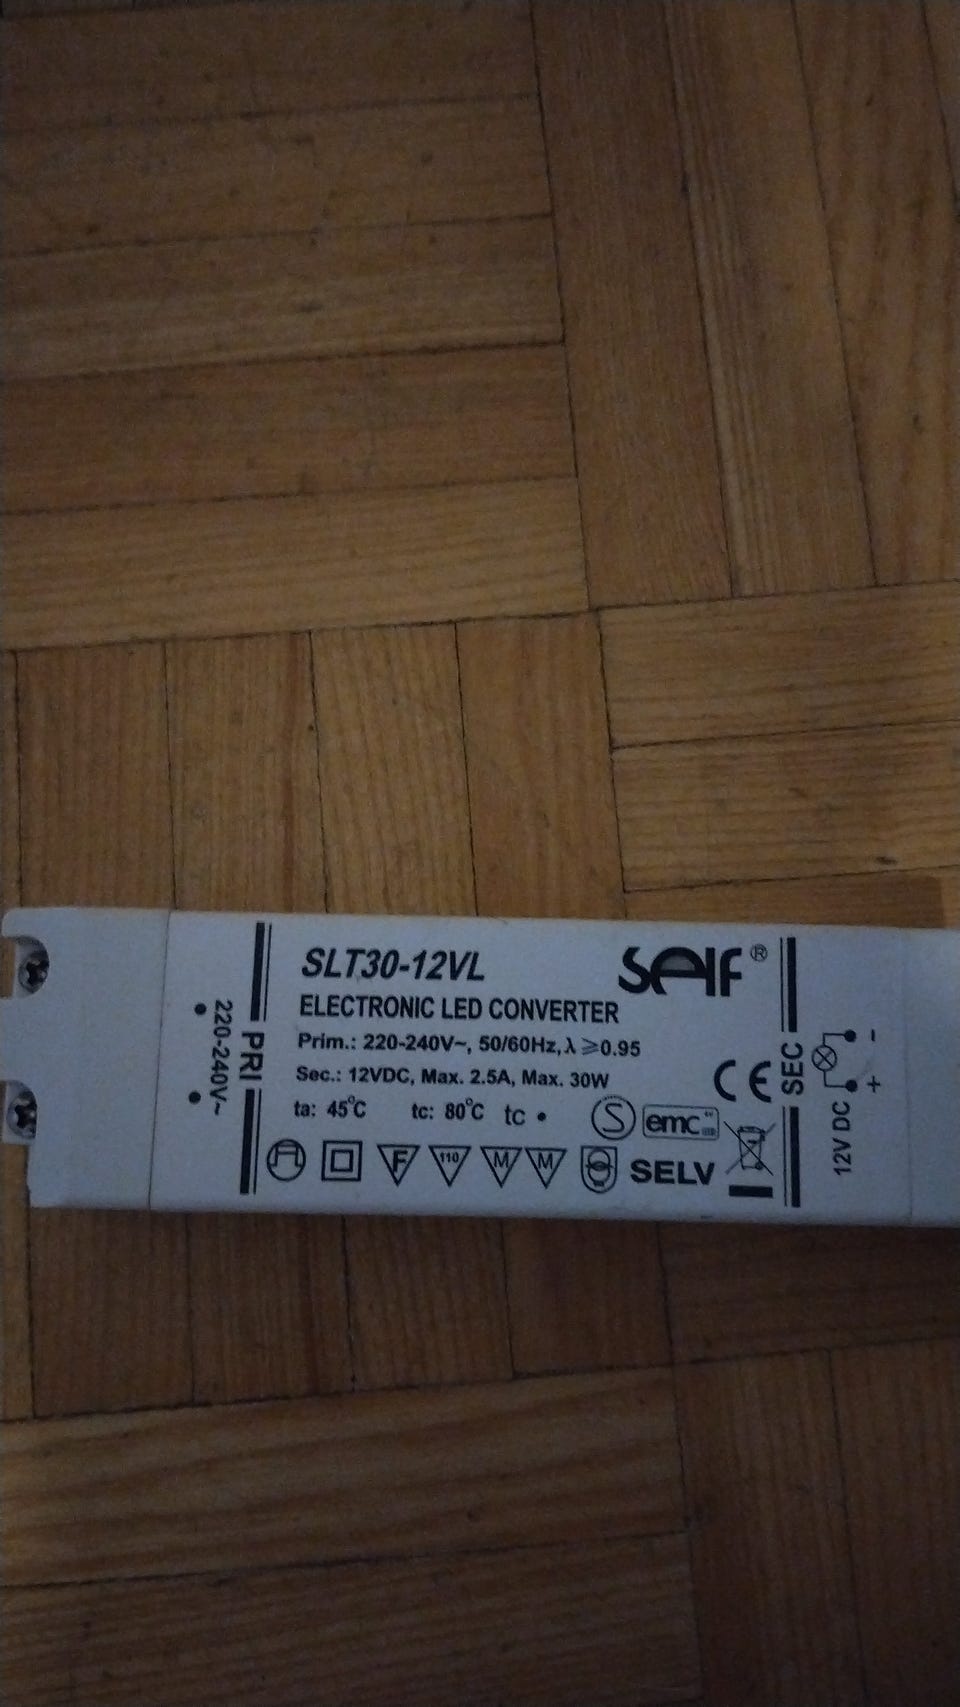 SLT30-12VL
SELF®
ELECTRONIC LED CONVERTER
Prim.: 220-240V~, 50/60Hz, λ ≥0.95
Sec.: 12VDC, Max. 2.5A, Max. 30W
ta: 45°C tc: 80°C tc •
S
emc
CE
F
110
M
M
SELV
PRI
220-240V~
SEC
12V DC
-
+